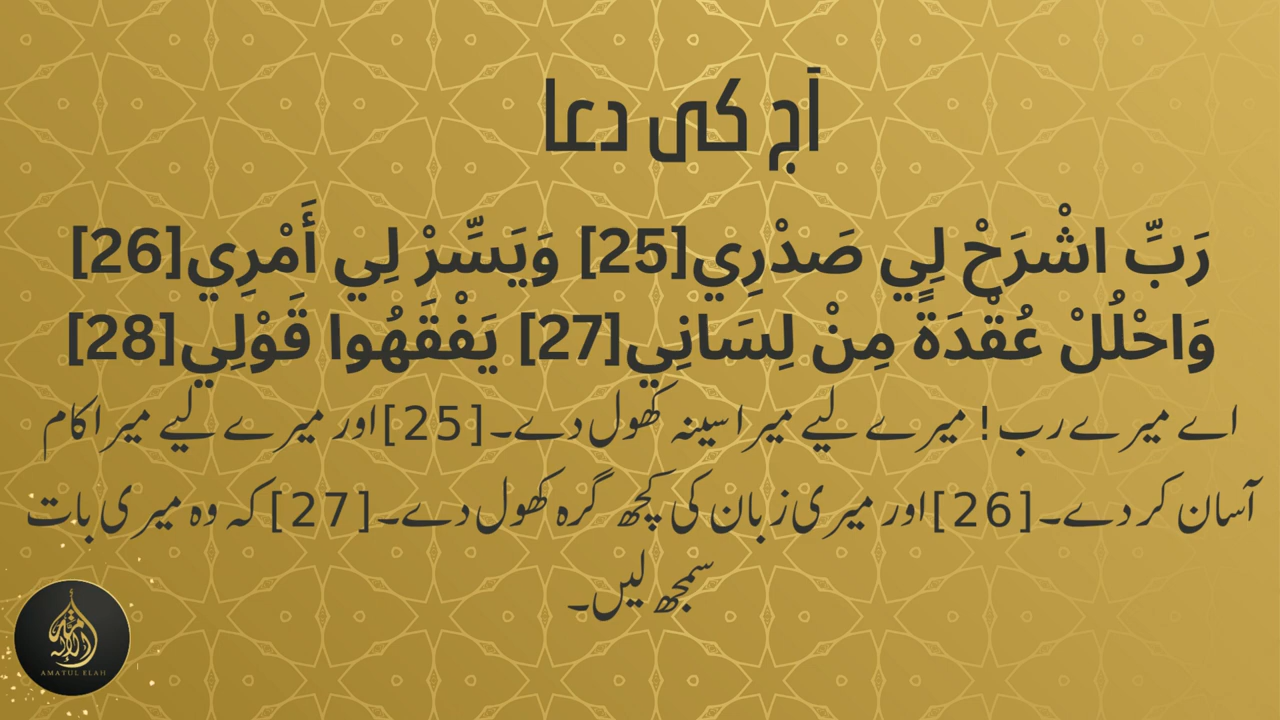 آج کی دعا
رَبِّ اشْرَحْ لِي صَدْرِي[25] وَيَسِّرْ لِي أَمْرِي[26]
وَاحْلُلْ عُقْدَةً مِنْ لِسَانِي[27] يَفْقَهُوا قَوْلِي[28]
اے میرے رب! میرے لیے میرا سینہ کھول دے۔[25]اور میرے لیے میرا کام
آسان کر دے۔[26]اور میری زبان کی کچھ گرہ کھول دے۔[27]کہ وہ میری بات
سمجھ لیں۔
AMATUL ELAH